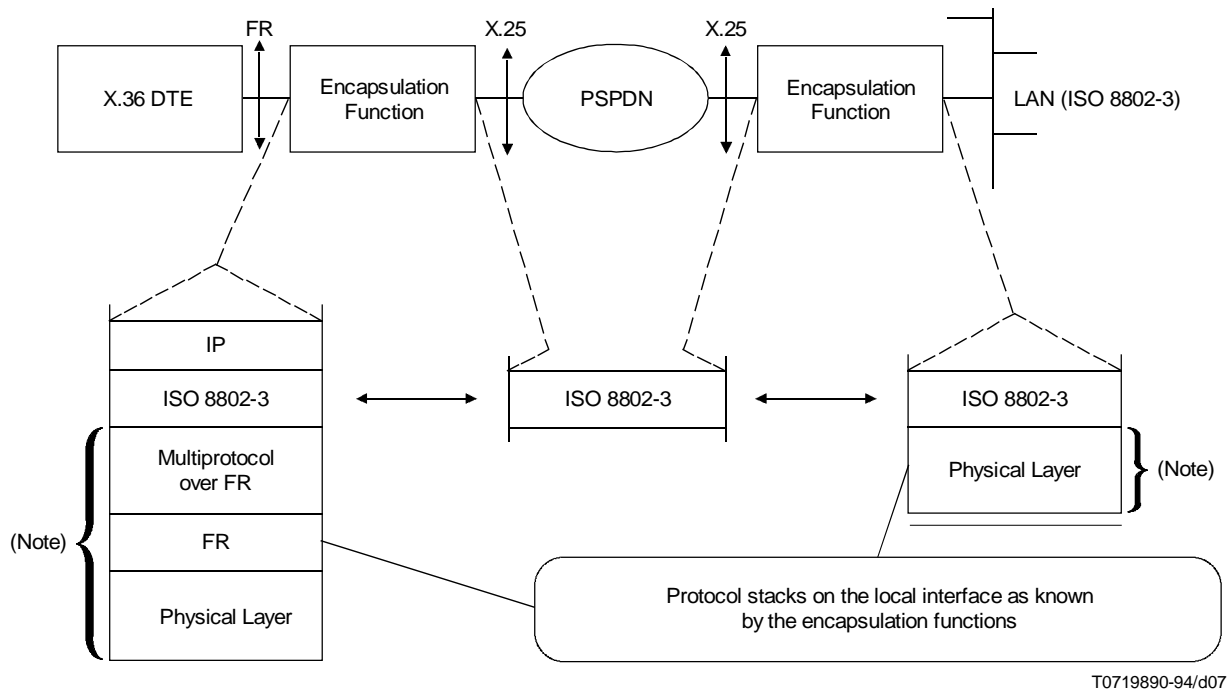 FR
X.25
X.25
X.36 DTE
Encapsulation
Function
PSPDN
Encapsulation
Function
LAN (ISO 8802-3)
IP
ISO 8802-3
ISO 8802-3
ISO 8802-3
Multiprotocol
over FR
Physical Layer
(Note)
(Note)
FR
Physical Layer
Protocol stacks on the local interface as known
by the encapsulation functions
T0719890-94/d07